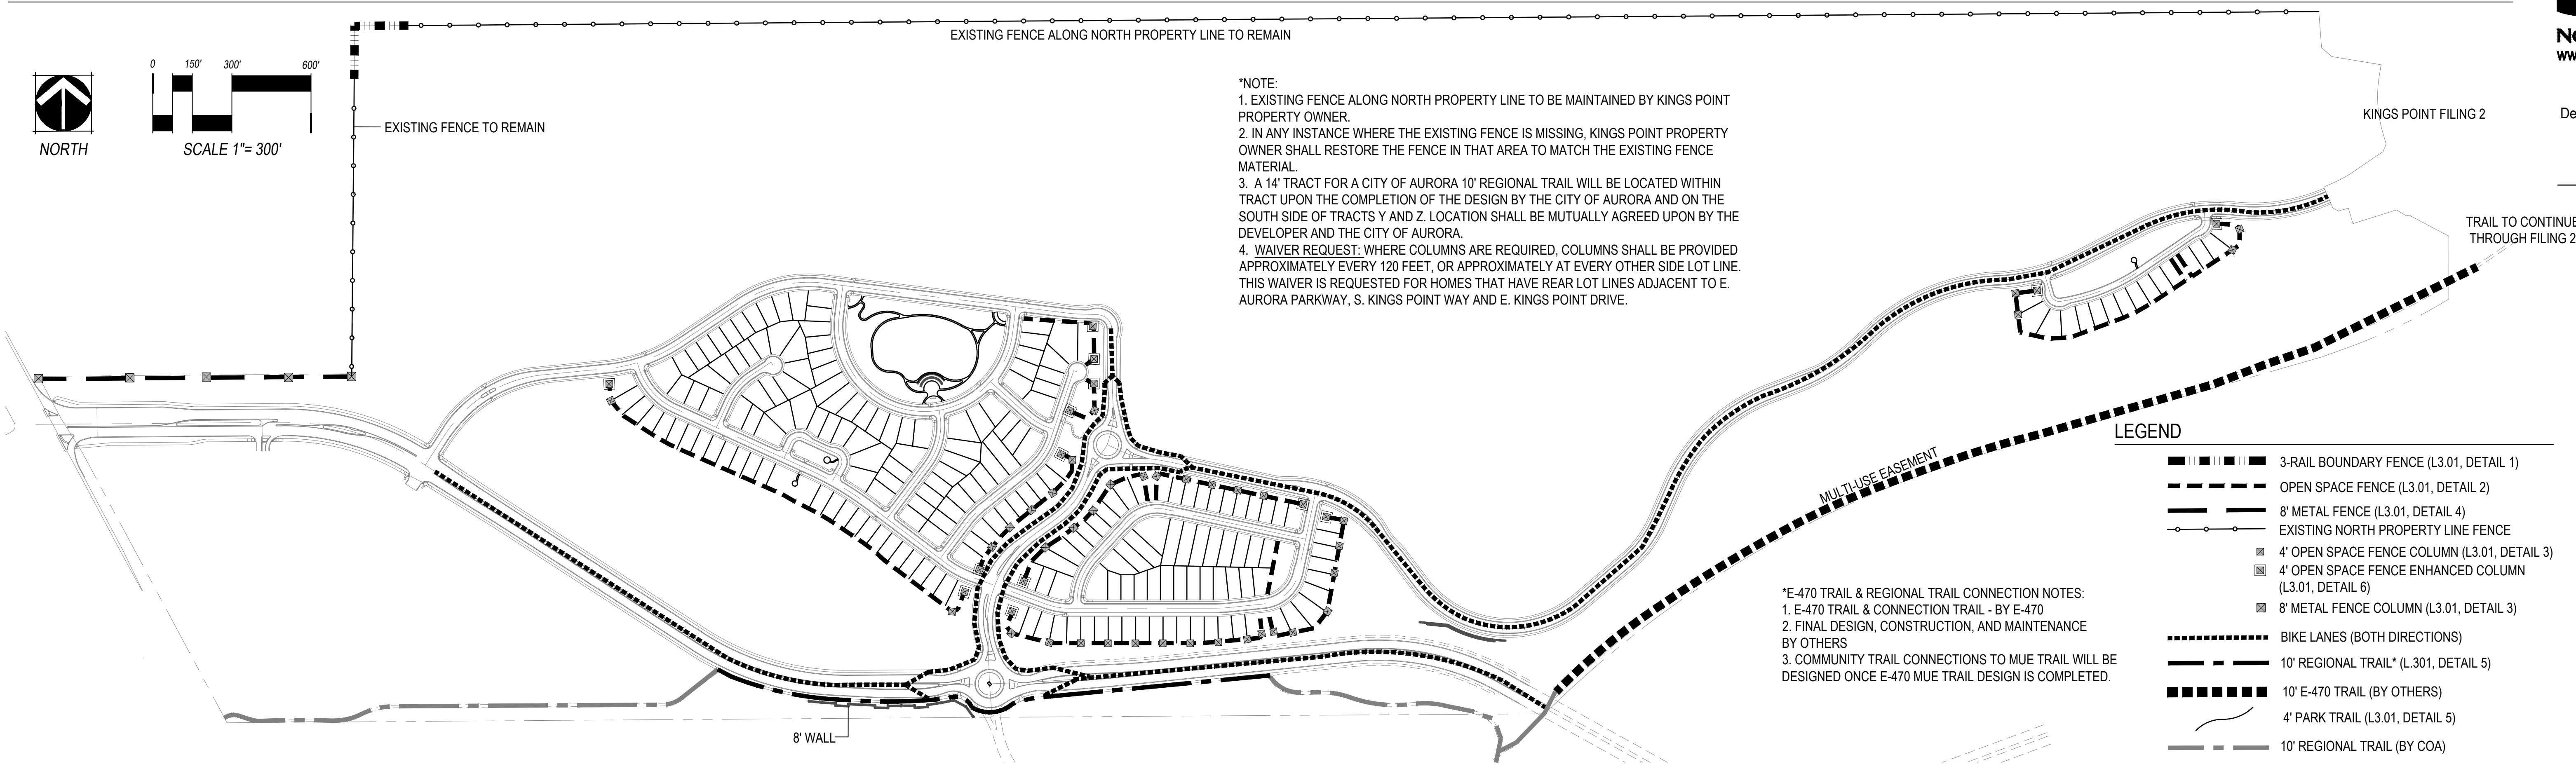 EXISTING FENCE ALONG NORTH PROPERTY LINE TO REMAIN
0 150' 300' 600'
NORTH
SCALE 1"= 300'
EXISTING FENCE TO REMAIN
*NOTE:
1. EXISTING FENCE ALONG NORTH PROPERTY LINE TO BE MAINTAINED BY KINGS POINT
PROPERTY OWNER.
2. IN ANY INSTANCE WHERE THE EXISTING FENCE IS MISSING, KINGS POINT PROPERTY
OWNER SHALL RESTORE THE FENCE IN THAT AREA TO MATCH THE EXISTING FENCE
MATERIAL.
3. A 14' TRACT FOR A CITY OF AURORA 10' REGIONAL TRAIL WILL BE LOCATED WITHIN
TRACT UPON THE COMPLETION OF THE DESIGN BY THE CITY OF AURORA AND ON THE
SOUTH SIDE OF TRACTS Y AND Z. LOCATION SHALL BE MUTUALLY AGREED UPON BY THE
DEVELOPER AND THE CITY OF AURORA.
4. WAIVER REQUEST: WHERE COLUMNS ARE REQUIRED, COLUMNS SHALL BE PROVIDED
APPROXIMATELY EVERY 120 FEET, OR APPROXIMATELY AT EVERY OTHER SIDE LOT LINE.
THIS WAIVER IS REQUESTED FOR HOMES THAT HAVE REAR LOT LINES ADJACENT TO E.
AURORA PARKWAY, S. KINGS POINT WAY AND E. KINGS POINT DRIVE.
KINGS POINT FILING 2
TRAIL TO CONTINUE
THROUGH FILING 2
MULTI-USE EASEMENT
8' WALL
*E-470 TRAIL & REGIONAL TRAIL CONNECTION NOTES:
1. E-470 TRAIL & CONNECTION TRAIL - BY E-470
2. FINAL DESIGN, CONSTRUCTION, AND MAINTENANCE
BY OTHERS
3. COMMUNITY TRAIL CONNECTIONS TO MUE TRAIL WILL BE
DESIGNED ONCE E-470 MUE TRAIL DESIGN IS COMPLETED.
LEGEND
3-RAIL BOUNDARY FENCE (L3.01, DETAIL 1)
OPEN SPACE FENCE (L3.01, DETAIL 2)
8' METAL FENCE (L3.01, DETAIL 4)
EXISTING NORTH PROPERTY LINE FENCE
4' OPEN SPACE FENCE COLUMN (L3.01, DETAIL 3)
4' OPEN SPACE FENCE ENHANCED COLUMN
(L3.01, DETAIL 6)
8' METAL FENCE COLUMN (L3.01, DETAIL 3)
BIKE LANES (BOTH DIRECTIONS)
10' REGIONAL TRAIL* (L.301, DETAIL 5)
10' E-470 TRAIL (BY OTHERS)
4' PARK TRAIL (L3.01, DETAIL 5)
10' REGIONAL TRAIL (BY COA)